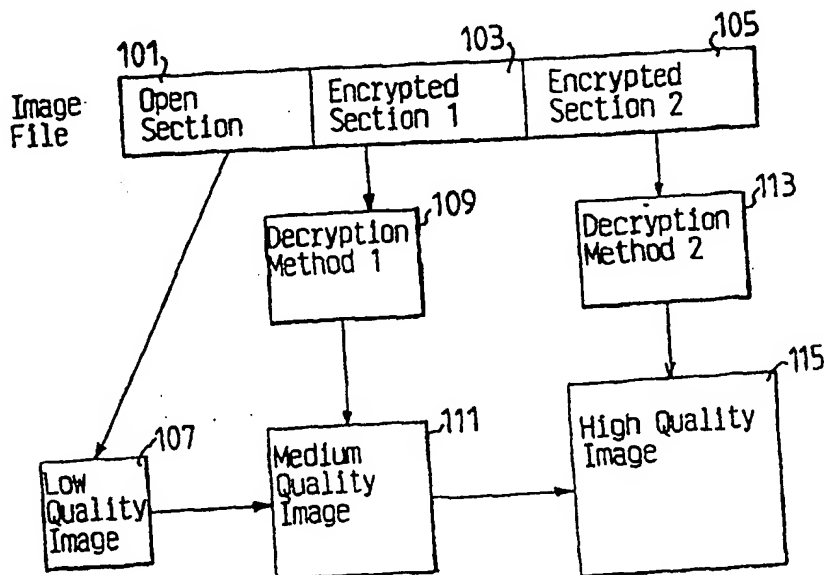 101
103
105
Image
File
Open
Section
Encrypted
Section 1
Encrypted
Section 2
109
Decryption
Method 1
113
Decryption
Method 2
107
Low
Quality
Image
111
Medium
Quality
Image
115
High Quality
Image